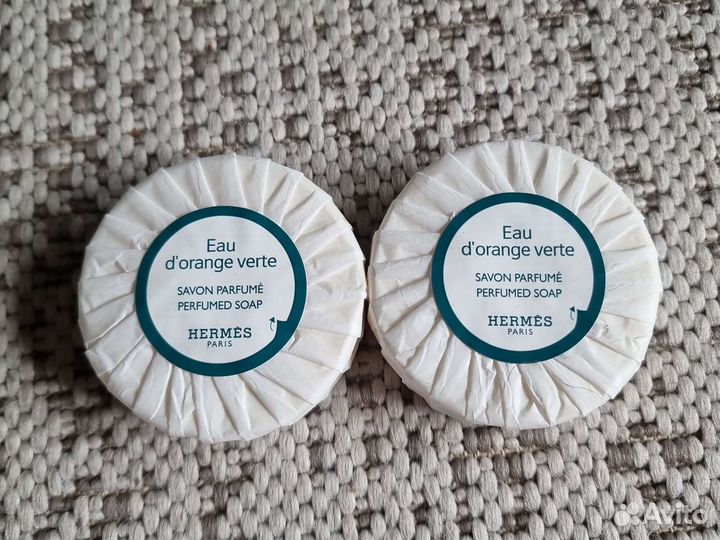 Eau
d'orange verte
SAVON PARFUMÉ
PERFUMED SOAP
HERMÈS
PARIS
Eau
d'orange verte
SAVON PARFUMÉ
PERFUMED SOAP
HERMÈS
PARIS
Avito